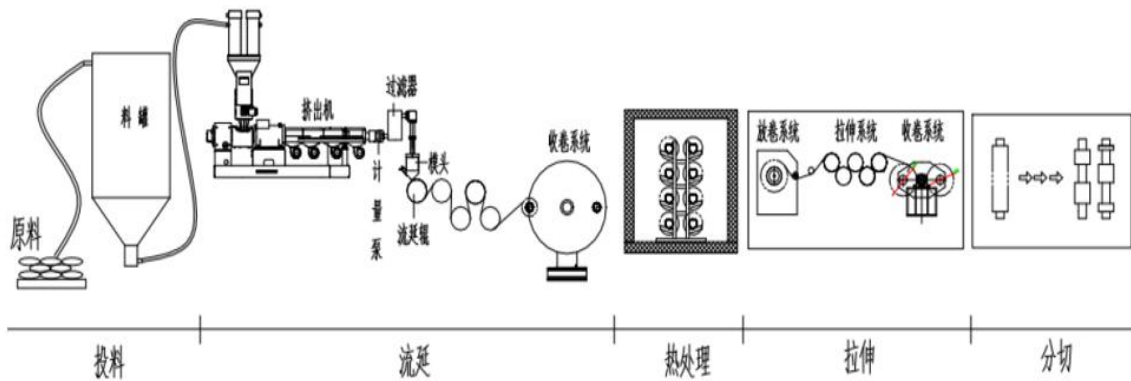 原料
料罐
挤出机
计量泵
过滤器
模头
流延辊
收卷系统
放卷系统
拉伸系统
收卷系统
投料
流延
热处理
拉伸
分切